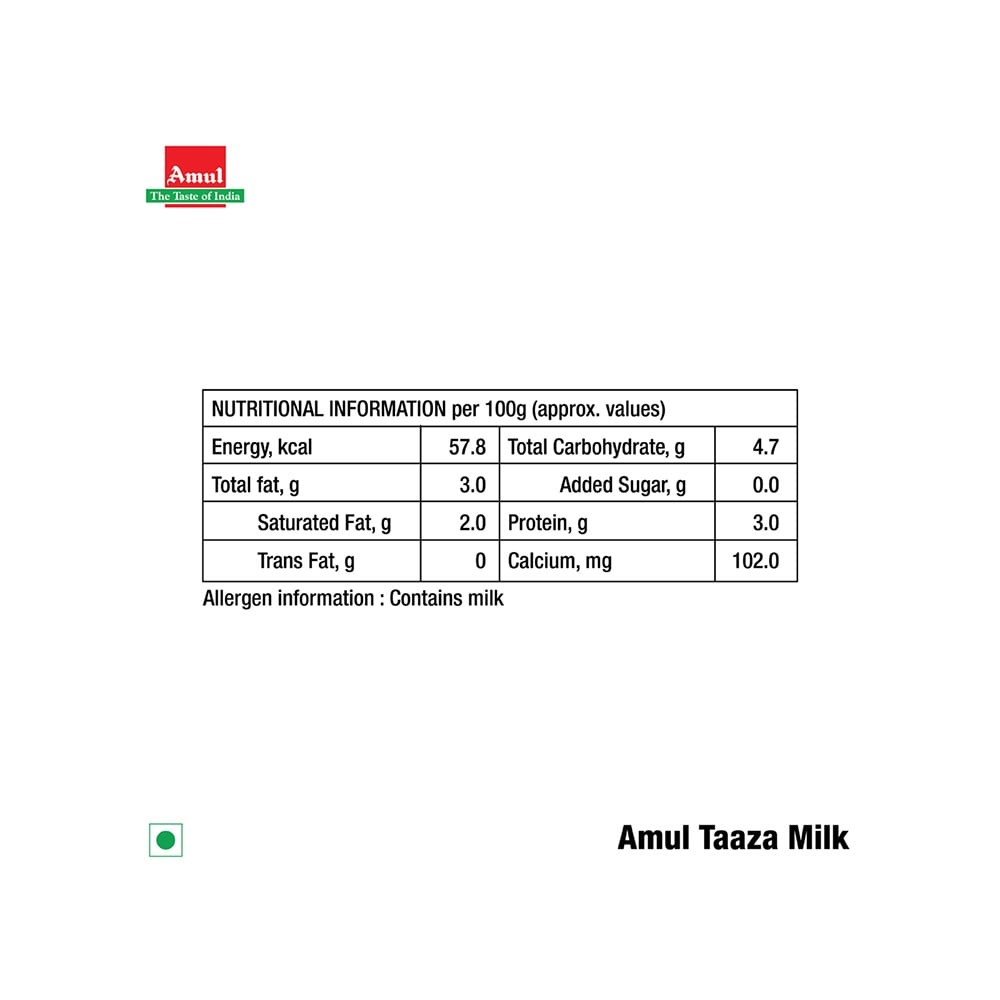 Amul
The Taste of India
NUTRITIONAL INFORMATION per 100g (approx. values)
Energy, kcal 57.8 Total Carbohydrate, g 4.7
Total fat, g 3.0 Added Sugar, g 0.0
Saturated Fat, g 2.0 Protein, g 3.0
Trans Fat, g 0 Calcium, mg 102.0
Allergen information : Contains milk
Amul Taaza Milk